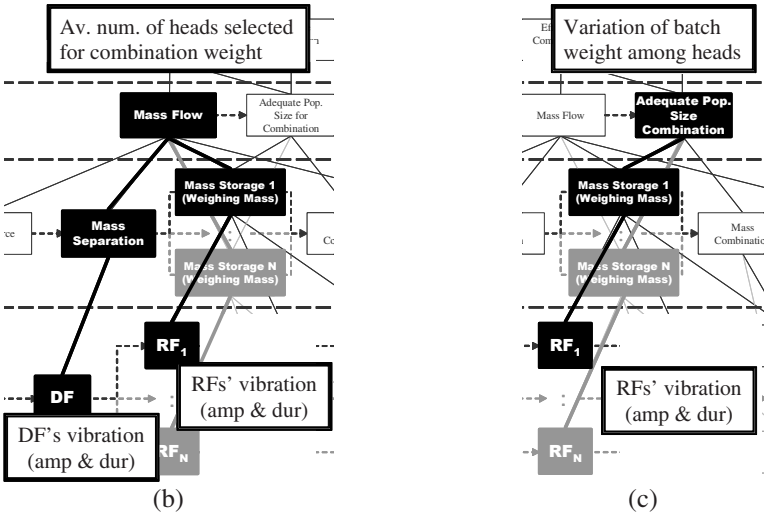 Av. num. of heads selected
for combination weight
Mass Flow
Adequate Pop.
Size for
Combination
Mass Storage 1
(Weighing Mass)
Mass
Separation
Mass Storage N
(Weighing Mass)
RF1
DF
RFs' vibration
(amp & dur)
DF's vibration
(amp & dur)
RFN
(b)
Variation of batch
weight among heads
Mass Flow
Adequate Pop.
Size
Combination
Mass Storage 1
(Weighing Mass)
Mass
Combinatio
Mass Storage N
(Weighing Mass)
RF1
RFs' vibration
(amp & dur)
RFN
(c)